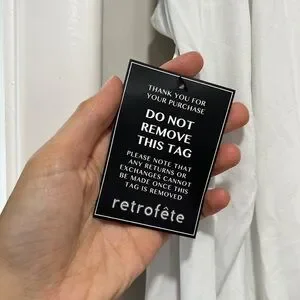 THANK YOU FOR
YOUR PURCHASE
DO NOT
REMOVE
THIS TAG
PLEASE NOTE THAT
ANY RETURNS OR
EXCHANGES CANNOT
BE MADE ONCE THIS
TAG IS REMOVED
retrofête